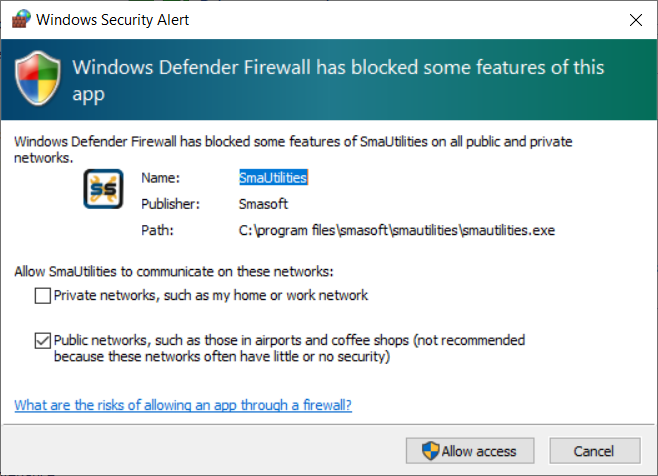 Windows Security Alert
Windows Defender Firewall has blocked some features of this
app
Windows Defender Firewall has blocked some features of SmaUtilities on all public and private
networks.
SS
Name: SmaUtilities
Publisher: Smasoft
Path: C:\program files\smasoft\smautilities\smautilities.exe
Allow SmaUtilities to communicate on these networks:
Private networks, such as my home or work network
Public networks, such as those in airports and coffee shops (not recommended
because these networks often have little or no security)
What are the risks of allowing an app through a firewall?
Allow access Cancel